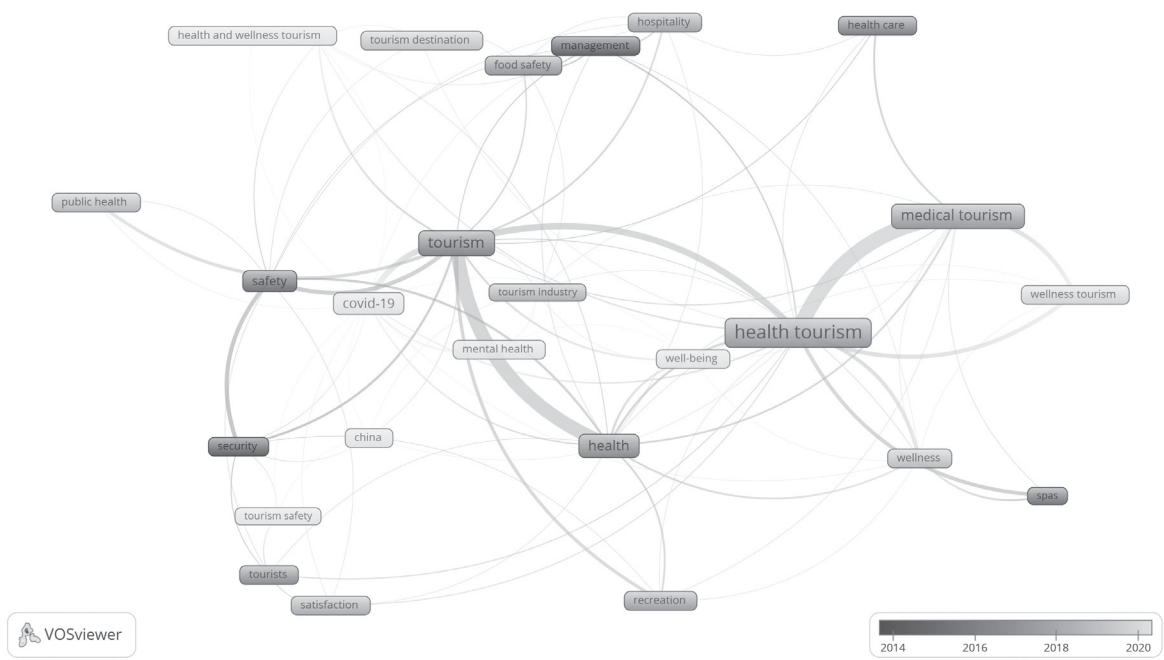 hospitality
health care
health and wellness tourism
tourism destination
management
food safety
public health
medical tourism
tourism
safety
tourism industry
wellness tourism
covid-19
health tourism
mental health
well-being
china
security
health
wellness
spas
tourism safety
tourists
satisfaction
recreation
VOSviewer
2014 2016 2018 2020